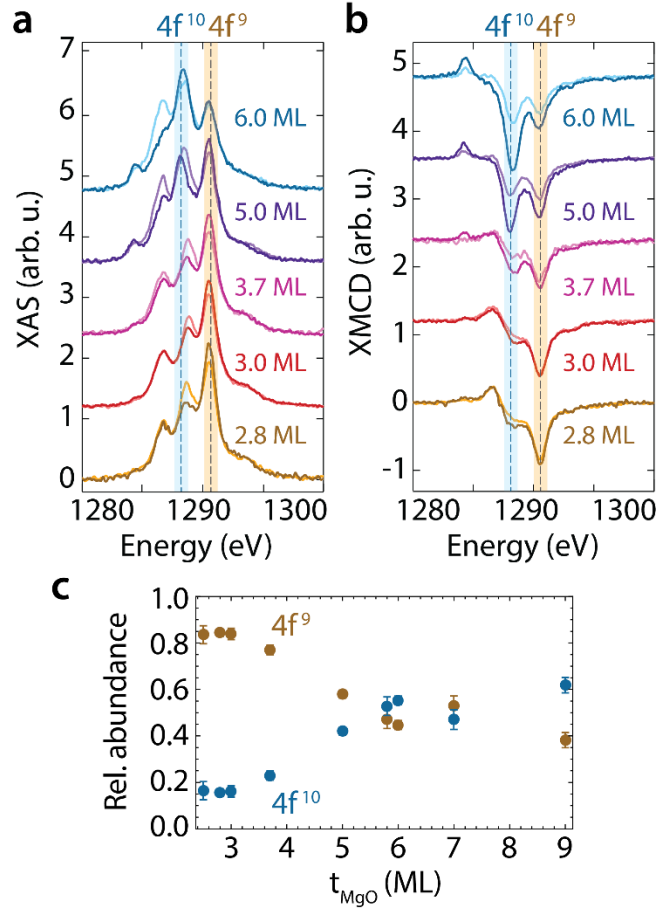 a
4f¹⁰ 4f⁹
XAS (arb. u.)
7
6
5
4
3
2
1
0
6.0 ML
5.0 ML
3.7 ML
3.0 ML
2.8 ML
1280 1290 1300
Energy (eV)
b
4f¹⁰ 4f⁹
XMCD (arb. u.)
5
4
3
2
1
0
-1
6.0 ML
5.0 ML
3.7 ML
3.0 ML
2.8 ML
1280 1290 1300
Energy (eV)
c
Rel. abundance
1.0
0.8
0.6
0.4
0.2
0.0
4f⁹
4f¹⁰
3 4 5 6 7 8 9
t_MgO (ML)